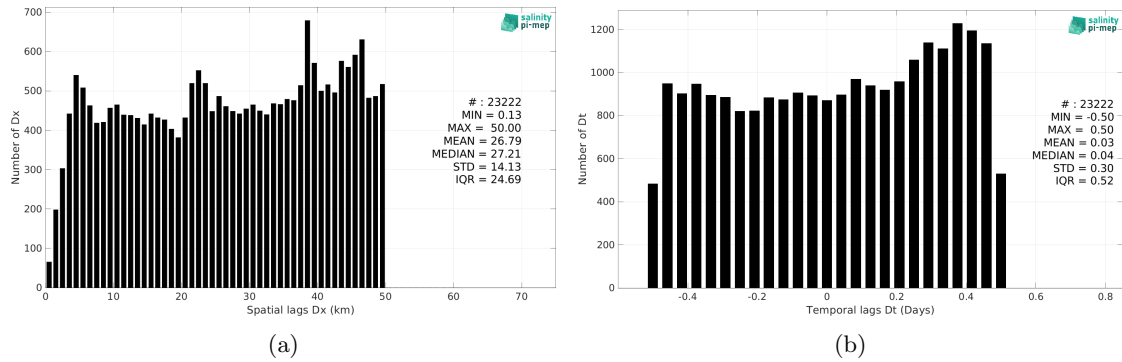 700
600
500
400
300
200
100
0
0
10
20
30
40
50
60
70
Number of Dx
Spatial lags Dx (km)
salinity
pi-mep
# : 23222
MIN = 0.13
MAX = 50.00
MEAN = 26.79
MEDIAN = 27.21
STD = 14.13
IQR = 24.69
(a)
1200
1000
800
600
400
200
0
-0.4
-0.2
0
0.2
0.4
0.6
0.8
Number of Dt
Temporal lags Dt (Days)
salinity
pi-mep
# : 23222
MIN = -0.50
MAX = 0.50
MEAN = 0.03
MEDIAN = 0.04
STD = 0.30
IQR = 0.52
(b)